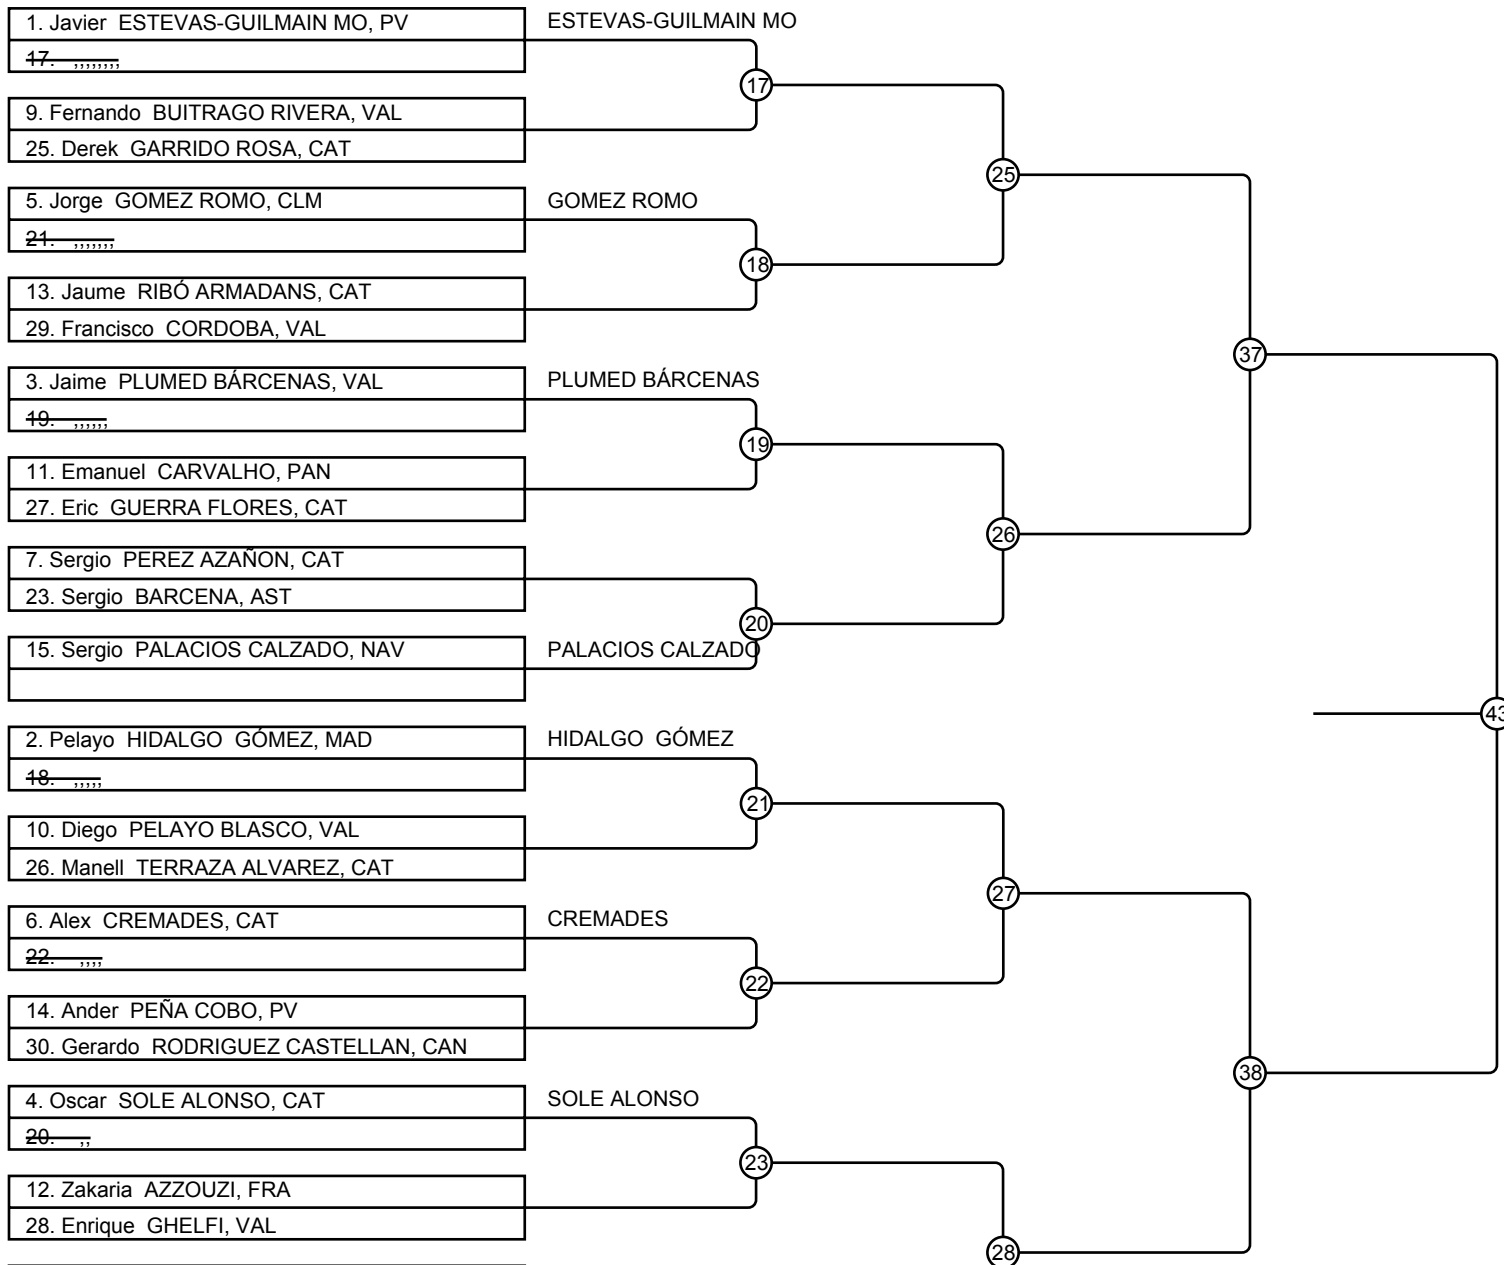 1. Javier ESTEVAS-GUILMAIN MO, PV
ESTEVAS-GUILMAIN MO
17. ,,,,,,,,
17
9. Fernando BUITRAGO RIVERA, VAL
25. Derek GARRIDO ROSA, CAT
25
5. Jorge GOMEZ ROMO, CLM
GOMEZ ROMO
21. ,,,,,,,
18
13. Jaume RIBÓ ARMADANS, CAT
29. Francisco CORDOBA, VAL
37
3. Jaime PLUMED BÁRCENAS, VAL
PLUMED BÁRCENAS
19. ,,,,,,
19
11. Emanuel CARVALHO, PAN
27. Eric GUERRA FLORES, CAT
26
7. Sergio PEREZ AZAÑON, CAT
23. Sergio BARCENA, AST
20
15. Sergio PALACIOS CALZADO, NAV
PALACIOS CALZADO
43
2. Pelayo HIDALGO GÓMEZ, MAD
HIDALGO GÓMEZ
18. ,,,,,
21
10. Diego PELAYO BLASCO, VAL
26. Manell TERRAZA ALVAREZ, CAT
27
6. Alex CREMADES, CAT
CREMADES
22. ,,,,
22
14. Ander PEÑA COBO, PV
30. Gerardo RODRIGUEZ CASTELLAN, CAN
38
4. Oscar SOLE ALONSO, CAT
SOLE ALONSO
20. ,,
23
12. Zakaria AZZOUZI, FRA
28. Enrique GHELFI, VAL
28